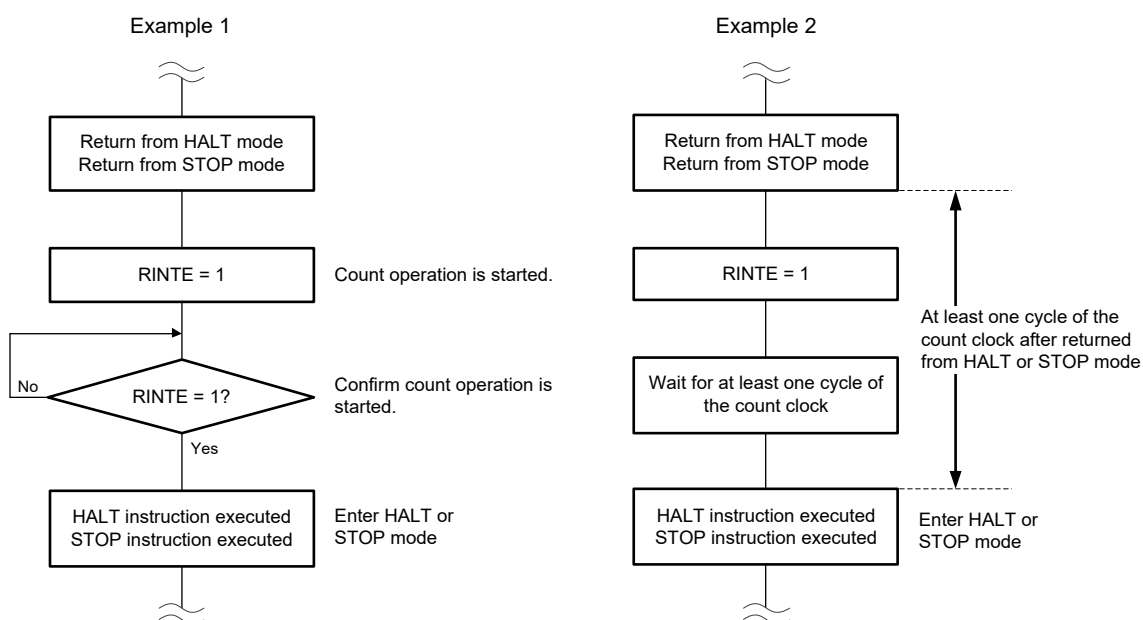 Example 1
Return from HALT mode
Return from STOP mode
RINTE = 1
Count operation is started.
No
RINTE = 1?
Confirm count operation is
started.
Yes
HALT instruction executed
STOP instruction executed
Enter HALT or
STOP mode
Example 2
Return from HALT mode
Return from STOP mode
RINTE = 1
At least one cycle of the
count clock after returned
from HALT or STOP mode
Wait for at least one cycle of
the count clock
HALT instruction executed
STOP instruction executed
Enter HALT or
STOP mode